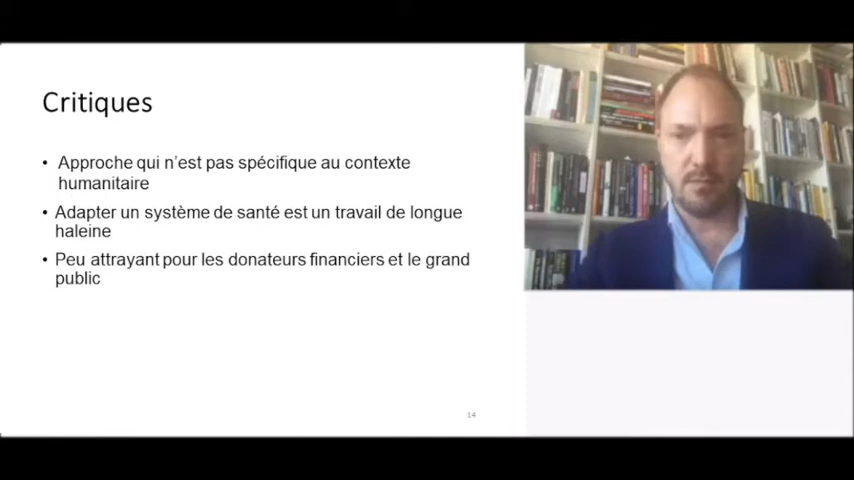 Critiques
• Approche qui n'est pas spécifique au contexte
humanitaire
• Adapter un système de santé est un travail de longue
haleine
• Peu attrayant pour les donateurs financiers et le grand
public
14